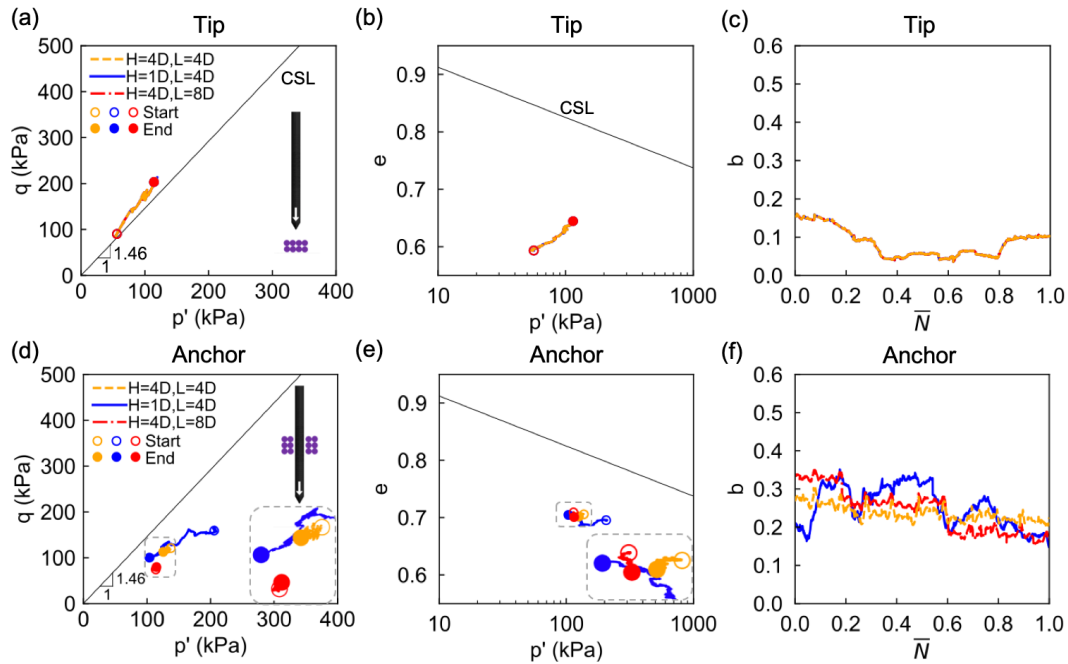 (a)
Tip
500
400
300
200
100
0
q (kPa)
H=4D,L=4D
H=1D,L=4D
H=4D,L=8D
Start
End
CSL
1.46
1
0
100
200
300
400
p' (kPa)
(b)
Tip
0.9
0.8
0.7
0.6
e
CSL
10
100
1000
p' (kPa)
(c)
Tip
0.6
0.5
0.4
0.3
0.2
0.1
0.0
b
0.0
0.2
0.4
0.6
0.8
1.0
N̅
(d)
Anchor
500
400
300
200
100
0
q (kPa)
H=4D,L=4D
H=1D,L=4D
H=4D,L=8D
Start
End
CSL
1.46
1
0
100
200
300
400
p' (kPa)
(e)
Anchor
0.9
0.8
0.7
0.6
e
10
100
1000
p' (kPa)
(f)
Anchor
0.6
0.5
0.4
0.3
0.2
0.1
0.0
b
0.0
0.2
0.4
0.6
0.8
1.0
N̅